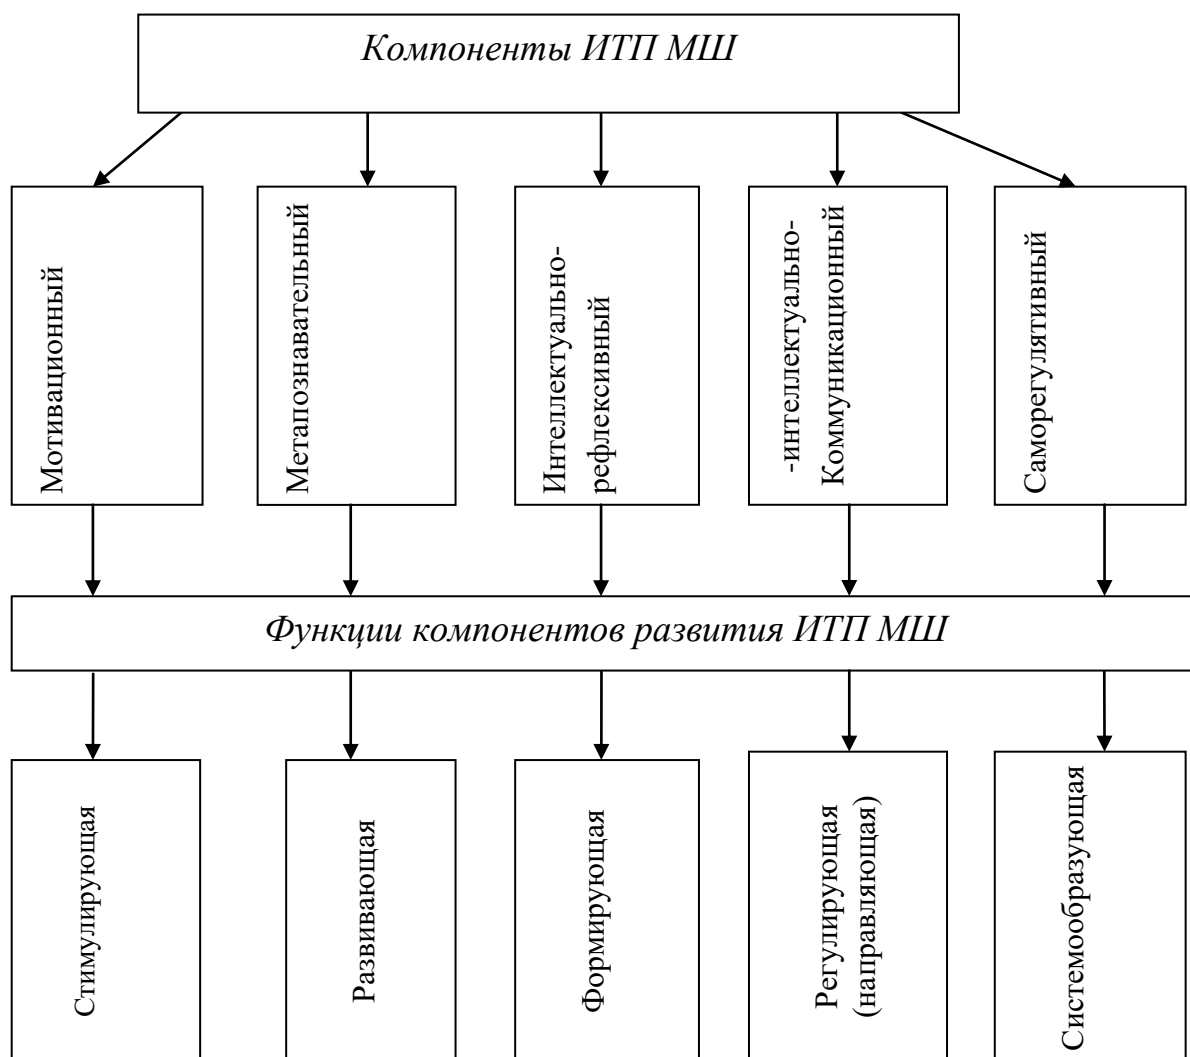 Компоненты ИТП МШ
Мотивационный
Метапознавательный
Интеллектуально-
рефлексивный
-интеллектуально-
Коммуникационный
Саморегулятивный
Функции компонентов развития ИТП МШ
Стимулирующая
Развивающая
Формирующая
Регулирующая
(направляющая)
Системообразующая